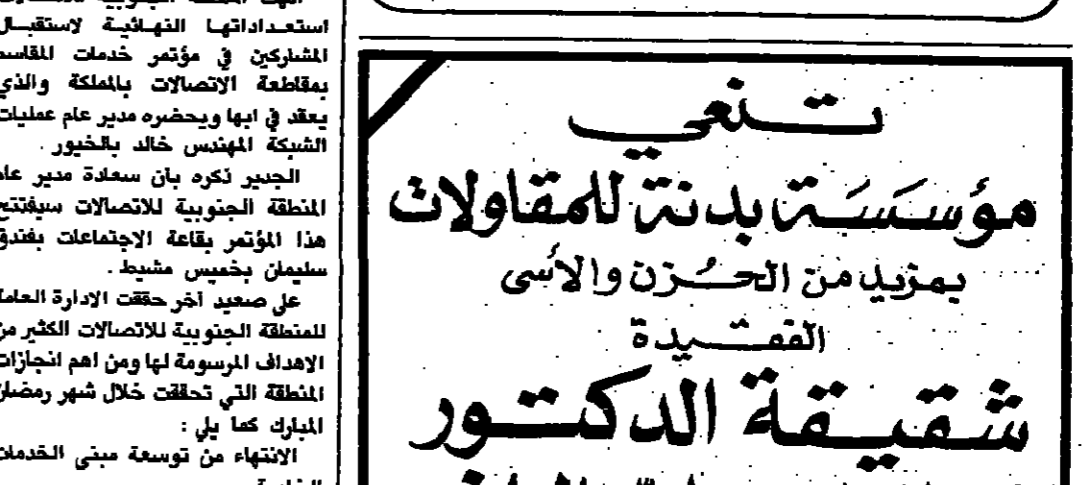 استعداداتها النهائية لاستقبال
المشاركين في مؤتمر خدمات المقاسم
بمقاطعة الاتصالات بالمملكة والذي
يعقد في ابها ويحضره مدير عام عمليات
الشبكة المهندس خالد بالخيور .
الجدير ذكره بان سعادة مدير عام
المنطقة الجنوبية للاتصالات سيفتتح
هذا المؤتمر بقاعة الاجتماعات بفندق
سليمان بخميس مشيط .
على صعيد آخر حققت الادارة العامة
للمنطقة الجنوبية للاتصالات الكثير من
الاهداف المرسومة لها ومن اهم انجازات
المنطقة التي تحققت خلال شهر رمضان
المبارك كما يلي :
الانتهاء من توسعة مبنى الخدمات
تنعي
مؤسسة بدنة للمقاولات
بمزيد من الحزن والأسى
الفقيدة
شقيقة الدكتور